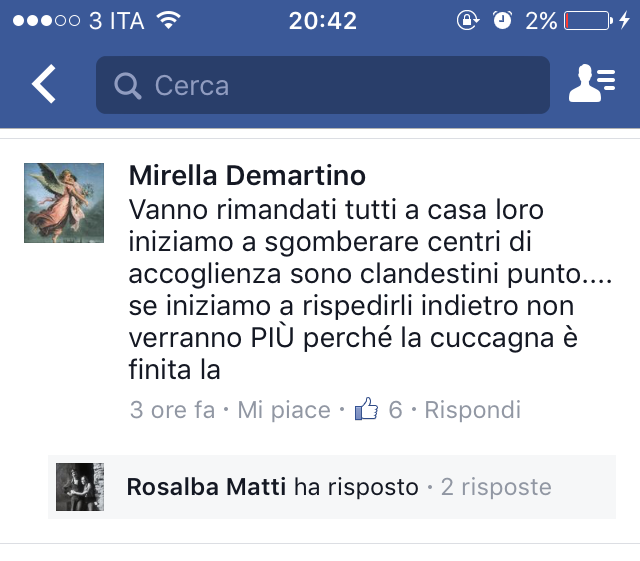 3 ITA 20:42 2%
Cerca
Mirella Demartino
Vanno rimandati tutti a casa loro
iniziamo a sgomberare centri di
accoglienza sono clandestini punto....
se iniziamo a rispedirli indietro non
verranno PIÙ perché la cuccagna è
finita la
3 ore fa · Mi piace · 6 · Rispondi
Rosalba Matti ha risposto · 2 risposte